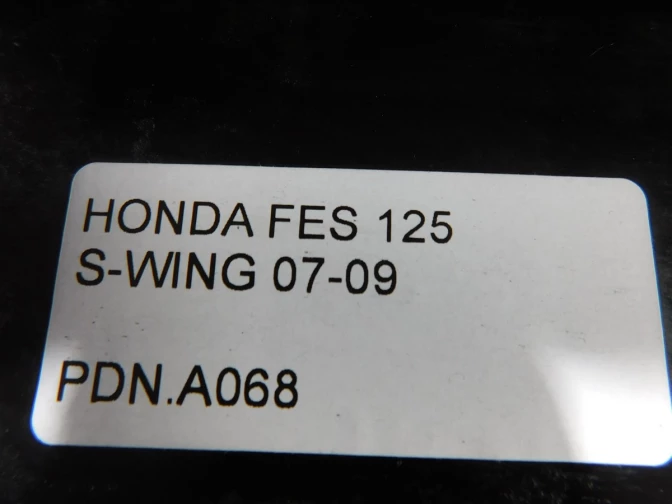 HONDA FES 125
S-WING 07-09
PDN.A068